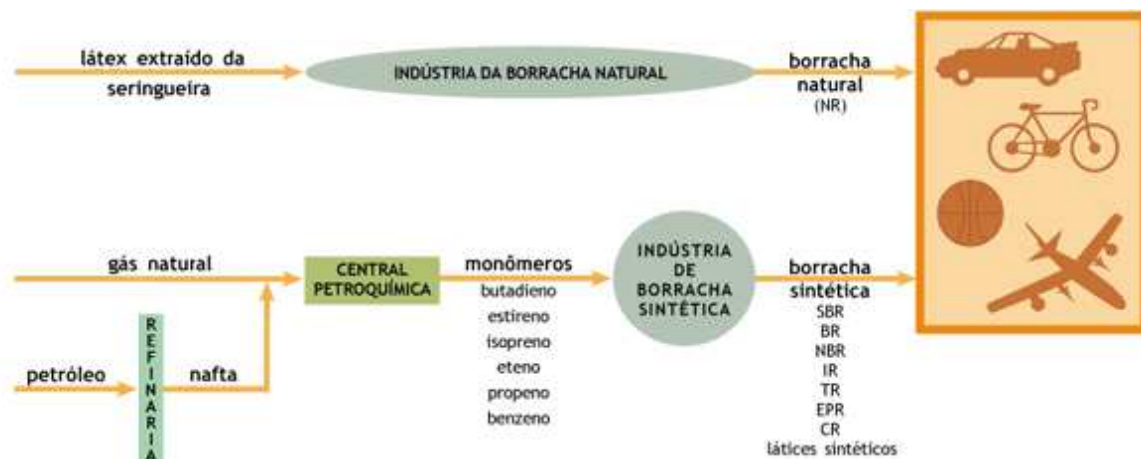 látex extraído da
seringueira
INDÚSTRIA DA BORRACHA NATURAL
borracha
natural
(NR)
gás natural
CENTRAL
PETROQUÍMICA
monômeros
butadieno
estireno
isopreno
eteno
propeno
benzeno
INDÚSTRIA
DE
BORRACHA
SINTÉTICA
borracha
sintética
SBR
BR
NBR
IR
TR
EPR
CR
látices sintéticos
petróleo
REFINARIA
nafta